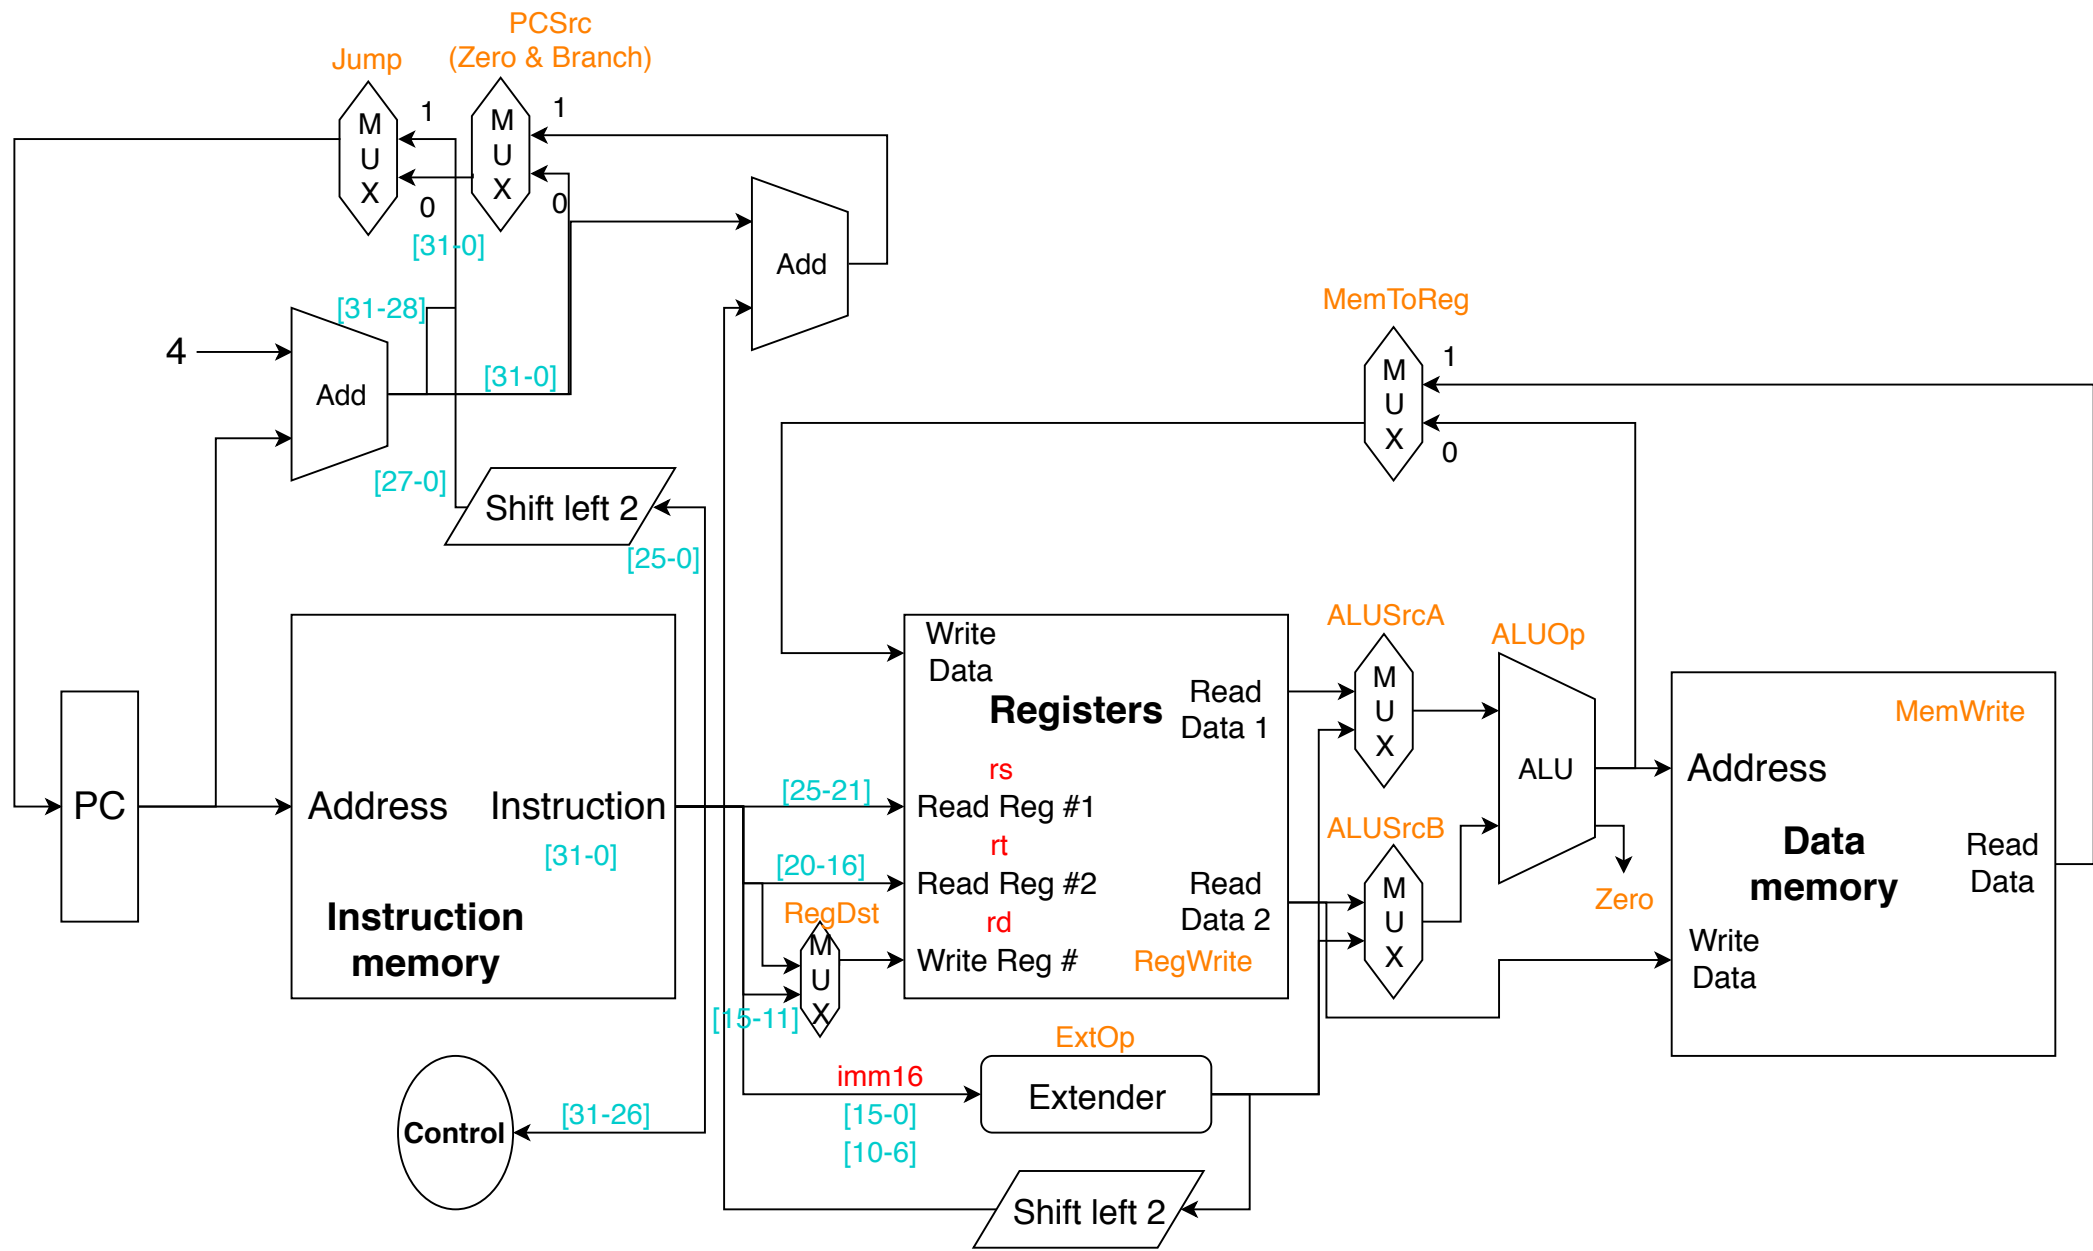 PCSrc
(Zero & Branch)
Jump
M
U
X
1
0
[31-0]
M
U
X
1
0
Add
[31-28]
4
Add
[31-0]
[27-0]
Shift left 2
[25-0]
MemToReg
M
U
X
1
0
PC
Address
Instruction
[31-0]
Instruction
memory
Control
[31-26]
[25-21]
[20-16]
RegDst
M
U
X
[15-11]
imm16
[15-0]
[10-6]
Write
Data
Registers
Read
Data 1
rs
Read Reg #1
rt
Read Reg #2
rd
Write Reg #
Read
Data 2
RegWrite
ExtOp
Extender
Shift left 2
ALUSrcA
M
U
X
ALUSrcB
M
U
X
ALUOp
ALU
Zero
MemWrite
Address
Data
memory
Read
Data
Write
Data